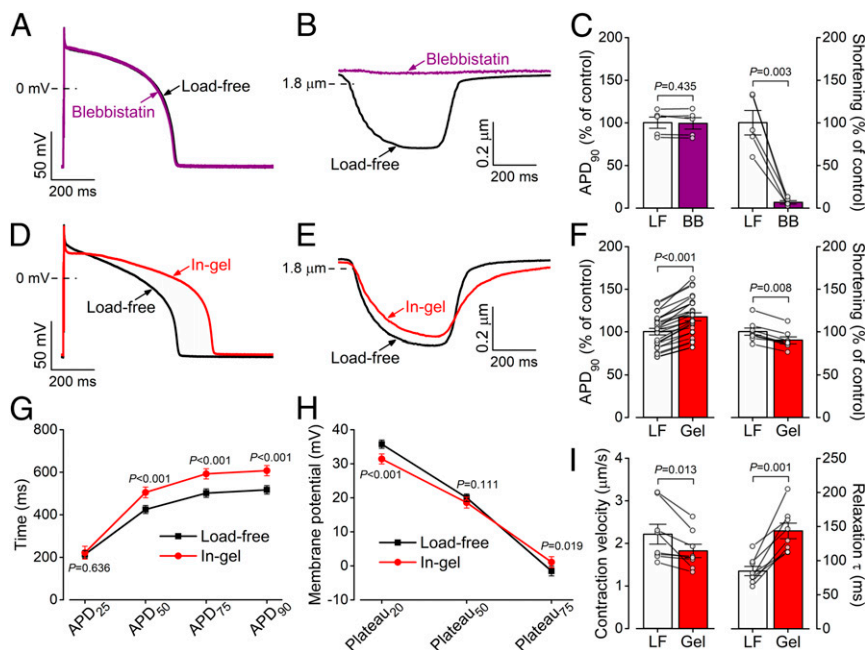 A
0 mV
Load-free
Blebbistatin
50 mV
200 ms
B
Blebbistatin
1.8 μm
Load-free
0.2 μm
200 ms
C
APD90 (% of control)
200
150
100
50
0
P=0.435
LF BB
P=0.003
LF BB
200
150
100
50
0
Shortening (% of control)
D
0 mV
In-gel
Load-free
50 mV
200 ms
E
1.8 μm
In-gel
Load-free
0.2 μm
200 ms
F
APD90 (% of control)
200
150
100
50
0
P<0.001
LF Gel
P=0.008
LF Gel
200
150
100
50
0
Shortening (% of control)
G
Time (ms)
800
600
400
200
0
P=0.636
P<0.001
P<0.001
P<0.001
Load-free
In-gel
APD25
APD50
APD75
APD90
H
Membrane potential (mV)
40
30
20
10
0
-10
P<0.001
P=0.111
P=0.019
Load-free
In-gel
Plateau20
Plateau50
Plateau75
I
Contraction velocity (μm/s)
4
3
2
1
0
P=0.013
LF Gel
P=0.001
LF Gel
250
200
150
100
50
0
Relaxation τ (ms)